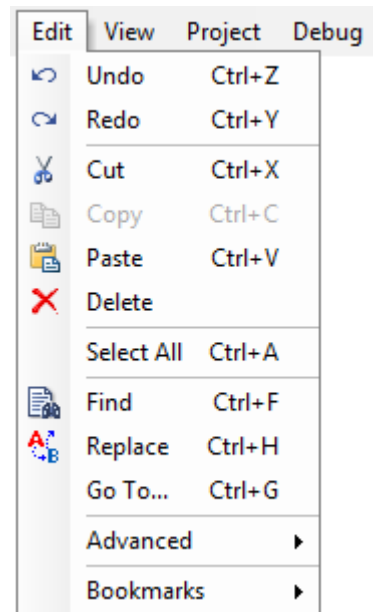 Edit View Project Debug
Undo Ctrl+Z
Redo Ctrl+Y
Cut Ctrl+X
Copy Ctrl+C
Paste Ctrl+V
Delete
Select All Ctrl+A
Find Ctrl+F
Replace Ctrl+H
Go To... Ctrl+G
Advanced
Bookmarks